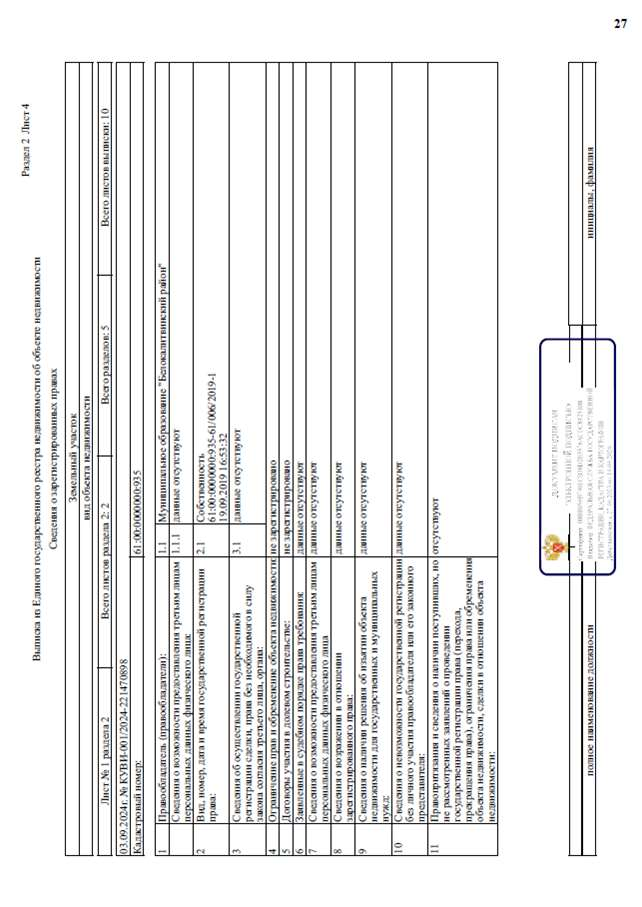 27
Раздел 2 Лист 4
Выписка из Единого государственного реестра недвижимости об объекте недвижимости
Сведения о зарегистрированных правах
Земельный участок
вид объекта недвижимости
Лист № 1 раздела 2 Всего листов раздела 2: 2 Всего разделов: 5 Всего листов выписки: 10
03.09.2024г. № КУВИ-001/2024-221470898
Кадастровый номер: 61:00:0000000:935
1 Правообладатель (правообладатели): 1.1 Муниципальное образование "Белокалитвинский район"
Сведения о возможности предоставления третьим лицам 1.1.1 данные отсутствуют
персональных данных физического лица:
2 Вид, номер, дата и время государственной регистрации 2.1 Собственность
права: 61:00:0000000:935-61/006/2019-1
19.09.2019 16:53:32
3 Сведения об осуществлении государственной 3.1 данные отсутствуют
регистрации сделки, права без необходимого в силу
закона согласия третьего лица, органа:
4 Ограничение прав и обременение объекта недвижимости: не зарегистрировано
5 Договоры участия в долевом строительстве: не зарегистрировано
6 Заявленные в судебном порядке права требования: данные отсутствуют
7 Сведения о возможности предоставления третьим лицам данные отсутствуют
персональных данных физического лица
8 Сведения о возражении в отношении данные отсутствуют
зарегистрированного права:
9 Сведения о наличии решения об изъятии объекта данные отсутствуют
недвижимости для государственных и муниципальных
нужд:
10 Сведения о невозможности государственной регистрации данные отсутствуют
без личного участия правообладателя или его законного
представителя:
11 Правопритязания и сведения о наличии поступивших, но отсутствуют
не рассмотренных заявлений о проведении
государственной регистрации права (перехода,
прекращения права), ограничения права или обременения
объекта недвижимости, сделки в отношении объекта
недвижимости:
ДОКУМЕНТ ПОДПИСАН
ЭЛЕКТРОННОЙ ПОДПИСЬЮ
полное наименование должности инициалы, фамилия